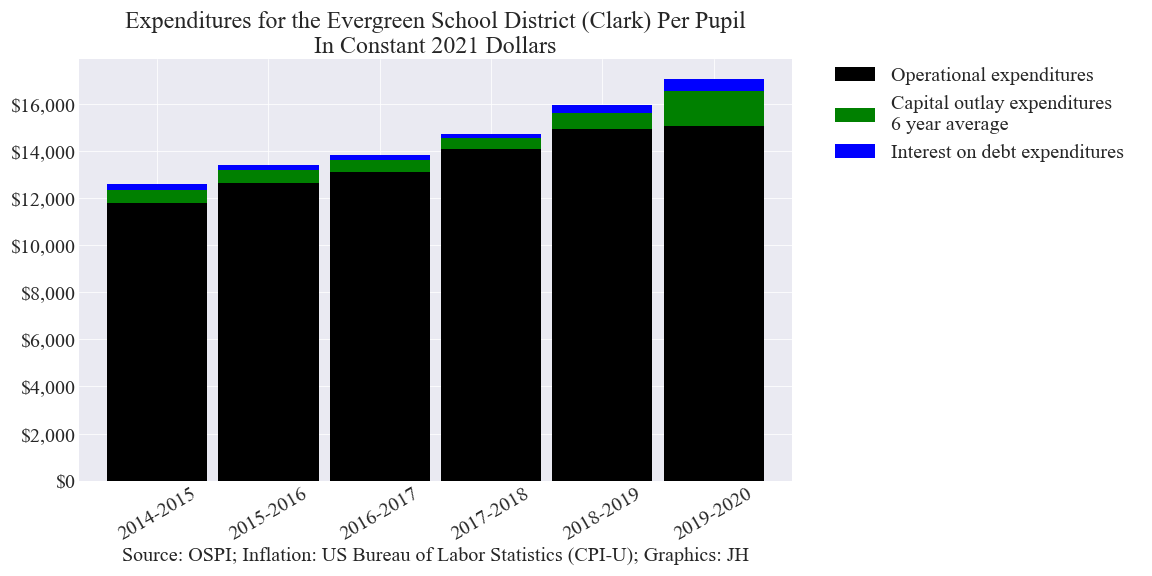 Expenditures for the Evergreen School District (Clark) Per Pupil
In Constant 2021 Dollars
Operational expenditures
Capital outlay expenditures
6 year average
Interest on debt expenditures
$16,000
$14,000
$12,000
$10,000
$8,000
$6,000
$4,000
$2,000
$0
2014-2015
2015-2016
2016-2017
2017-2018
2018-2019
2019-2020
Source: OSPI; Inflation: US Bureau of Labor Statistics (CPI-U); Graphics: JH